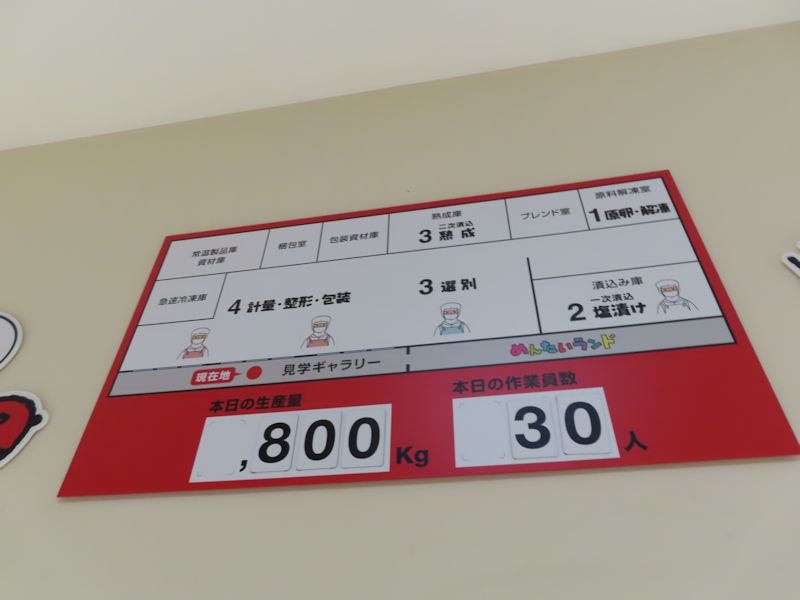 常温製品庫
資材庫
梱包室
包装資材庫
熟成庫
二次漬込
3 熟成
ブレンド室
原料解凍室
1 原卵・解凍
急速冷凍庫
4 計量・整形・包装
3 選別
漬込み庫
一次漬込
2 塩漬け
現在地
見学ギャラリー
めんたいランド
本日の生産量
,800 Kg
本日の作業員数
30 人